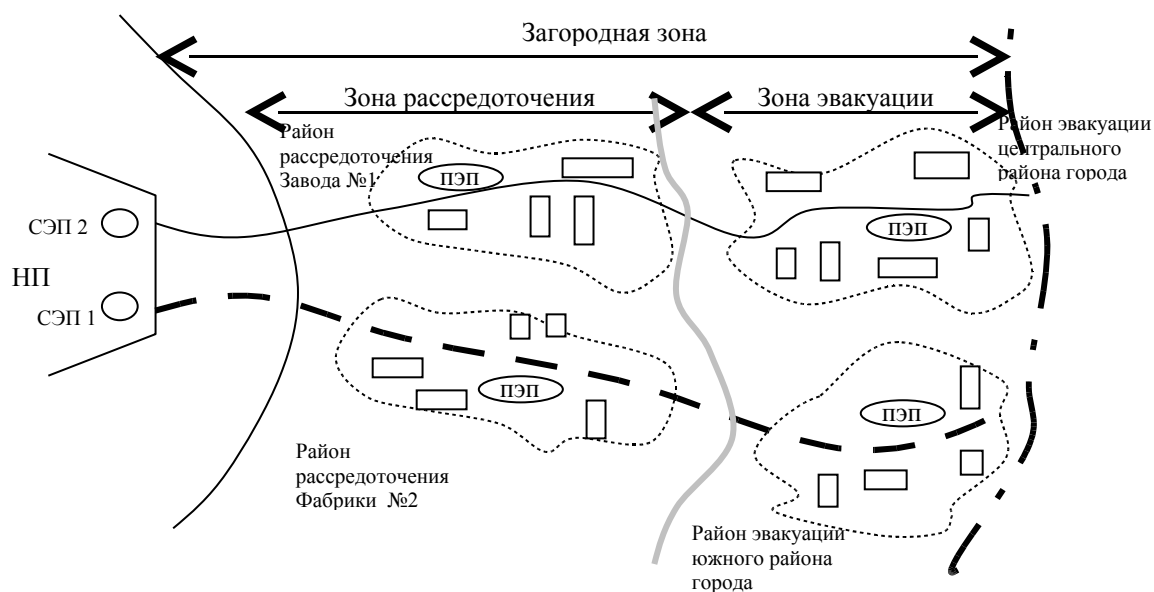 Загородная зона
Зона рассредоточения
Зона эвакуации
Район
рассредоточения
Завода №1
ПЭП
Район эвакуации
центрального
района города
СЭП 2
ПЭП
НП
СЭП 1
ПЭП
ПЭП
Район
рассредоточения
Фабрики №2
Район эвакуации
южного района
города